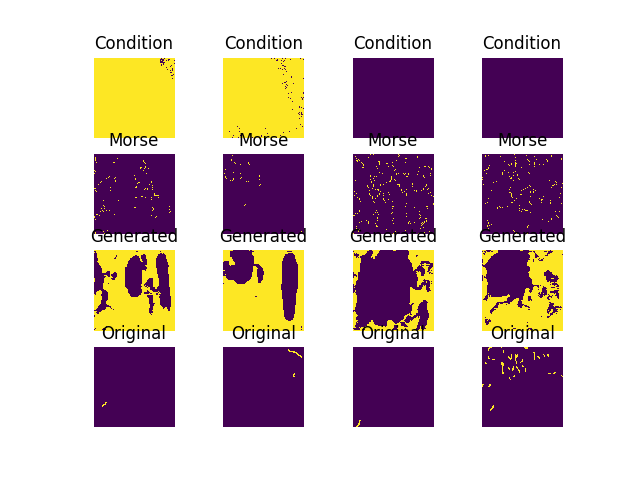 Condition Condition Condition Condition
Morse Morse Morse Morse
Generated Generated Generated Generated
Original Original Original Original